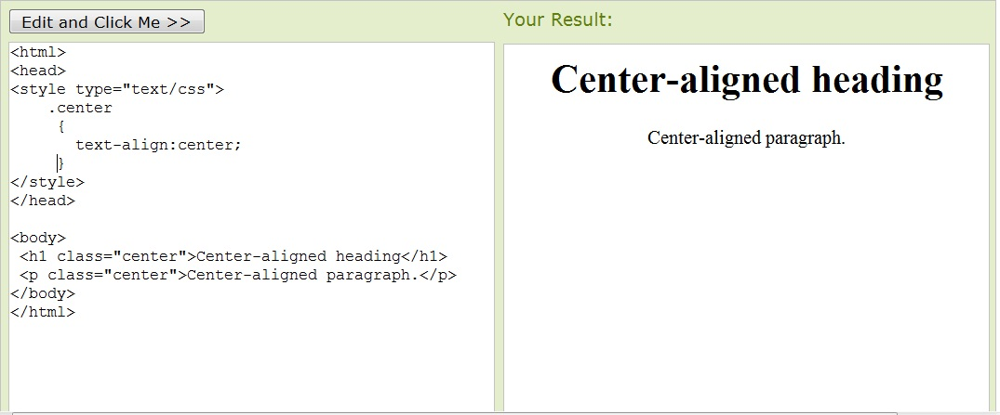 Edit and Click Me >>
<html>
<head>
<style type="text/css">
    .center
     {
       text-align:center;
     }
</style>
</head>

<body>
 <h1 class="center">Center-aligned heading</h1>
 <p class="center">Center-aligned paragraph.</p>
</body>
</html>
Your Result:
Center-aligned heading
Center-aligned paragraph.